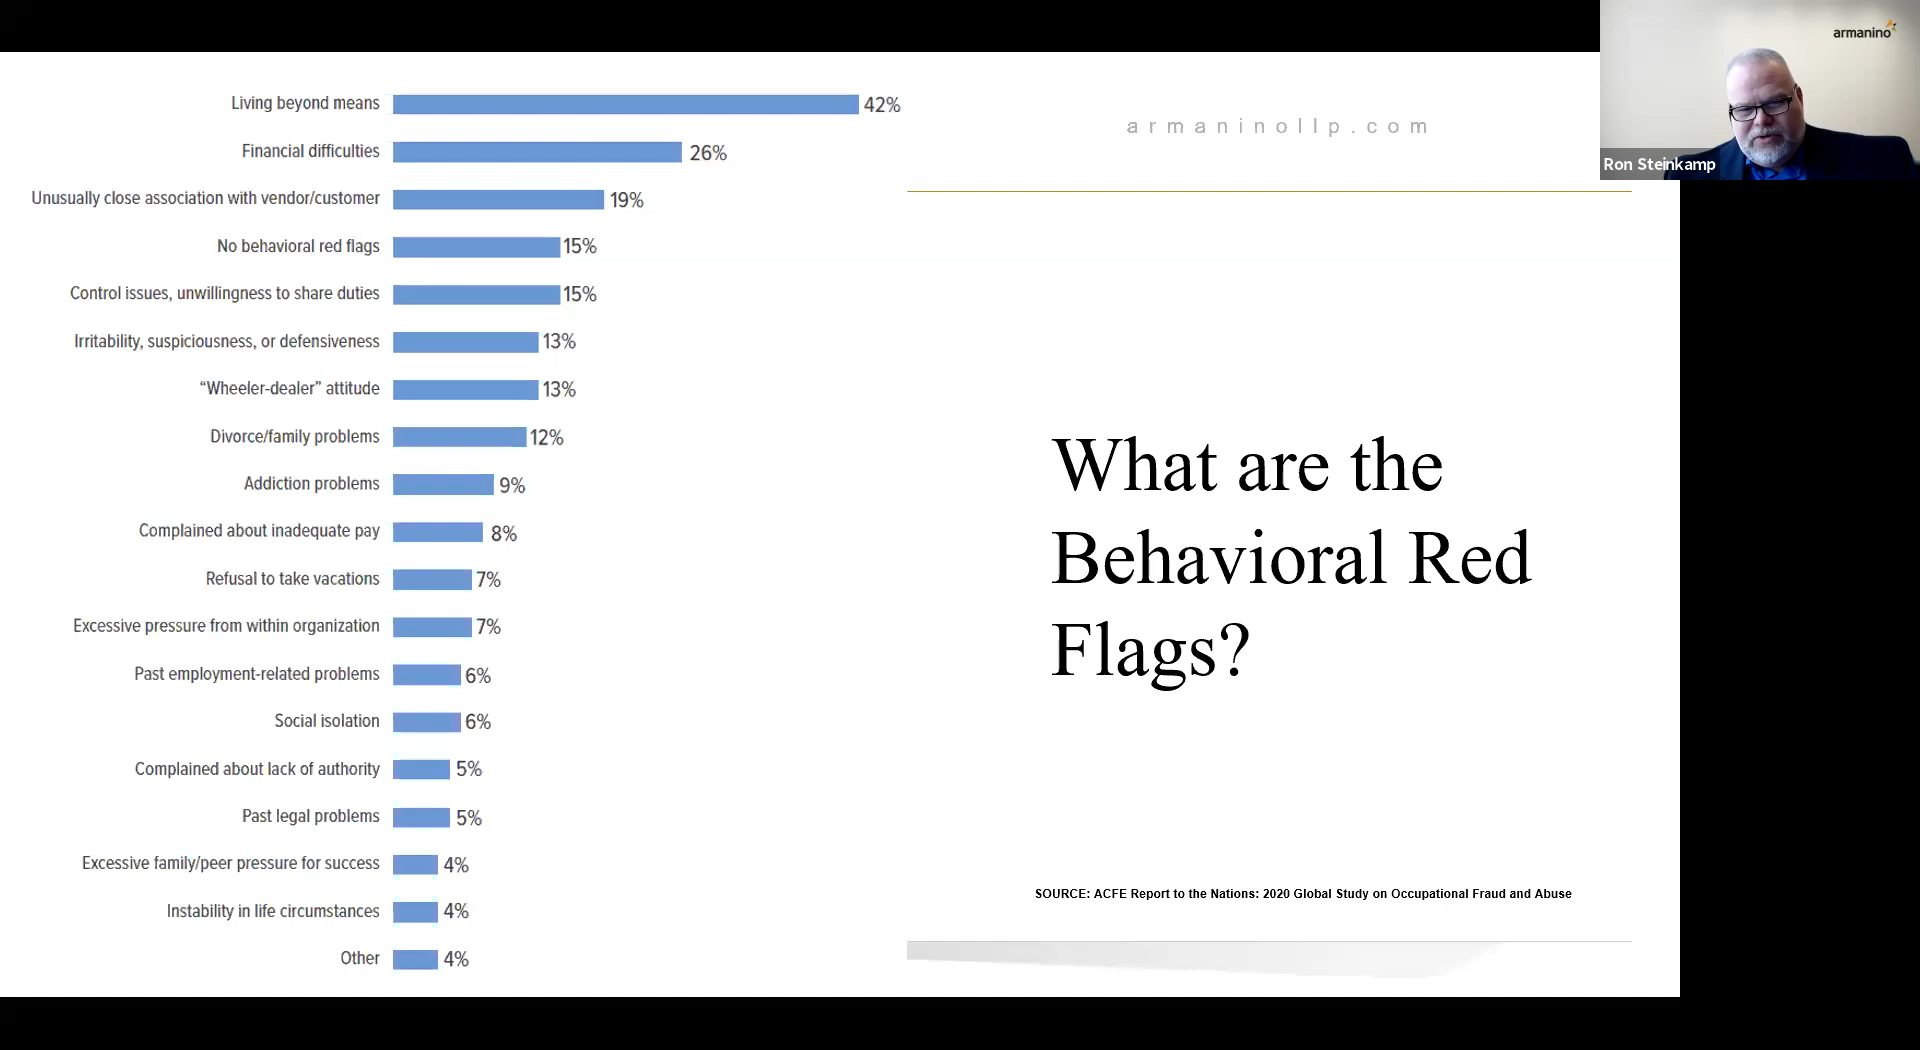 Living beyond means 42%
Financial difficulties 26%
Unusually close association with vendor/customer 19%
No behavioral red flags 15%
Control issues, unwillingness to share duties 15%
Irritability, suspiciousness, or defensiveness 13%
“Wheeler-dealer” attitude 13%
Divorce/family problems 12%
Addiction problems 9%
Complained about inadequate pay 8%
Refusal to take vacations 7%
Excessive pressure from within organization 7%
Past employment-related problems 6%
Social isolation 6%
Complained about lack of authority 5%
Past legal problems 5%
Excessive family/peer pressure for success 4%
Instability in life circumstances 4%
Other 4%
armaninollp.com
What are the
Behavioral Red
Flags?
SOURCE: ACFE Report to the Nations: 2020 Global Study on Occupational Fraud and Abuse
armanino
Ron Steinkamp